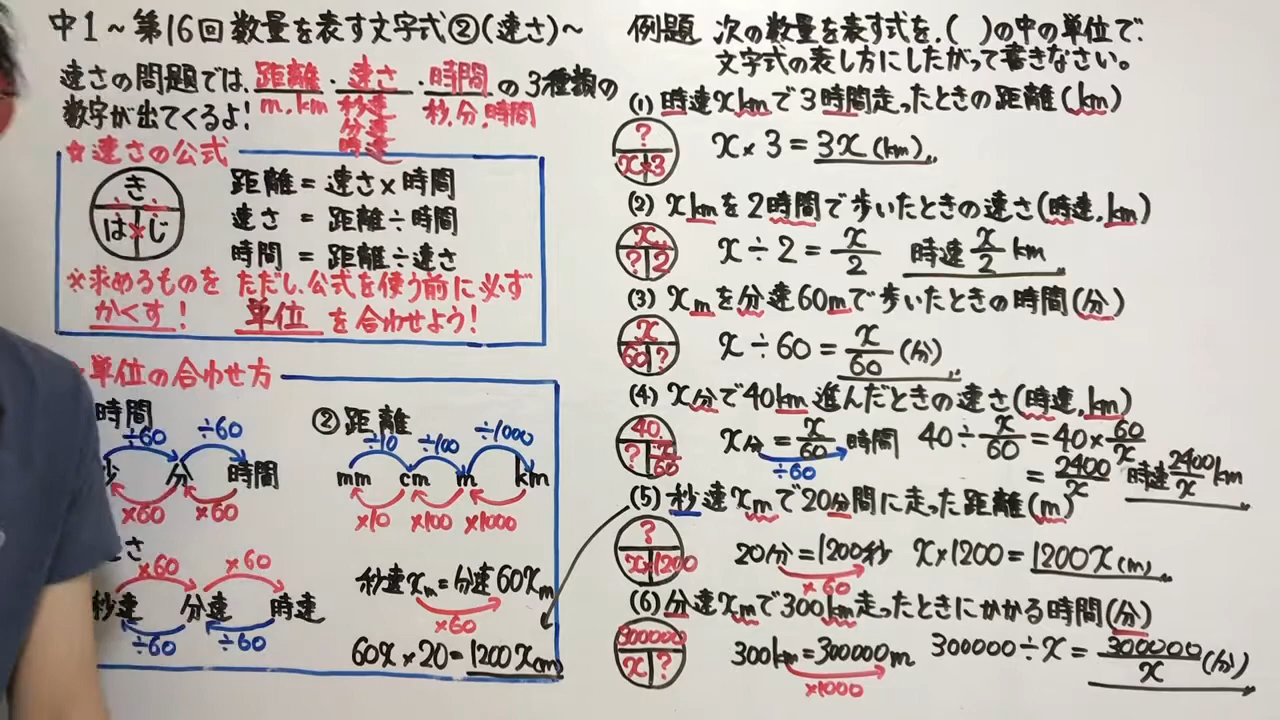 中1～第16回 数量を表す文字式②(速さ)～
速さの問題では、距離・速さ・時間の3種類の
m、km 秒速 秒、分、時間
分速
時速
数字が出てくるよ!
☆速さの公式
き
は×じ
距離=速さ×時間
速さ=距離÷時間
時間=距離÷速さ
※求めるものを
かくす!
ただし、公式を使う前に必ず
単位を合わせよう!
単位の合わせ方
時間
÷60 ÷60
分 時間
×60 ×60
さ
×60 ×60
秒速 分速 時速
÷60 ÷60
②距離
÷10 ÷100 ÷1000
mm cm m km
×10 ×100 ×1000
秒速xm=分速60xm
×60
60x×20=1200x(m)
例題 次の数量を表す式を、( )の中の単位で、
文字式の表し方にしたがって書きなさい。
(1) 時速xkmで3時間走ったときの距離(km)
?
x×3
x×3=3x(km)
(2) xkmを2時間で歩いたときの速さ(時速、km)
x
? 2
x÷2=x/2 時速x/2km
(3) xmを分速60mで歩いたときの時間(分)
x
60 ?
x÷60=x/60(分)
(4) x分で40km進んだときの速さ(時速、km)
40
? x/60
x分=x/60時間 40÷x/60=40×60/x
÷60
=2400/x 時速2400/xkm
(5) 秒速xmで20分間に走った距離(m)
?
x×1200
20分=1200秒 x×1200=1200x(m)
×60
(6) 分速xmで300km走ったときにかかる時間(分)
300000
x ?
300km=300000m 300000÷x=300000/x(分)
×1000